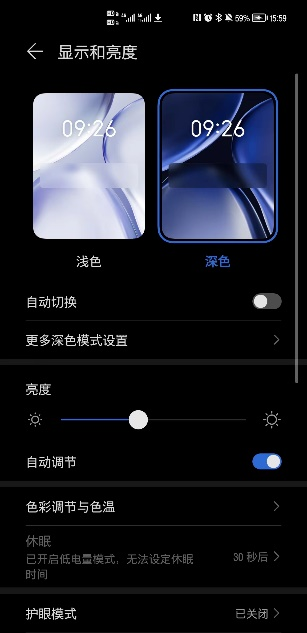 59% 15:59
显示和亮度
09:26 09:26
浅色 深色
自动切换
更多深色模式设置
亮度
自动调节
色彩调节与色温
休眠
已开启低电量模式，无法设定休眠
时间
30 秒后
护眼模式 已关闭